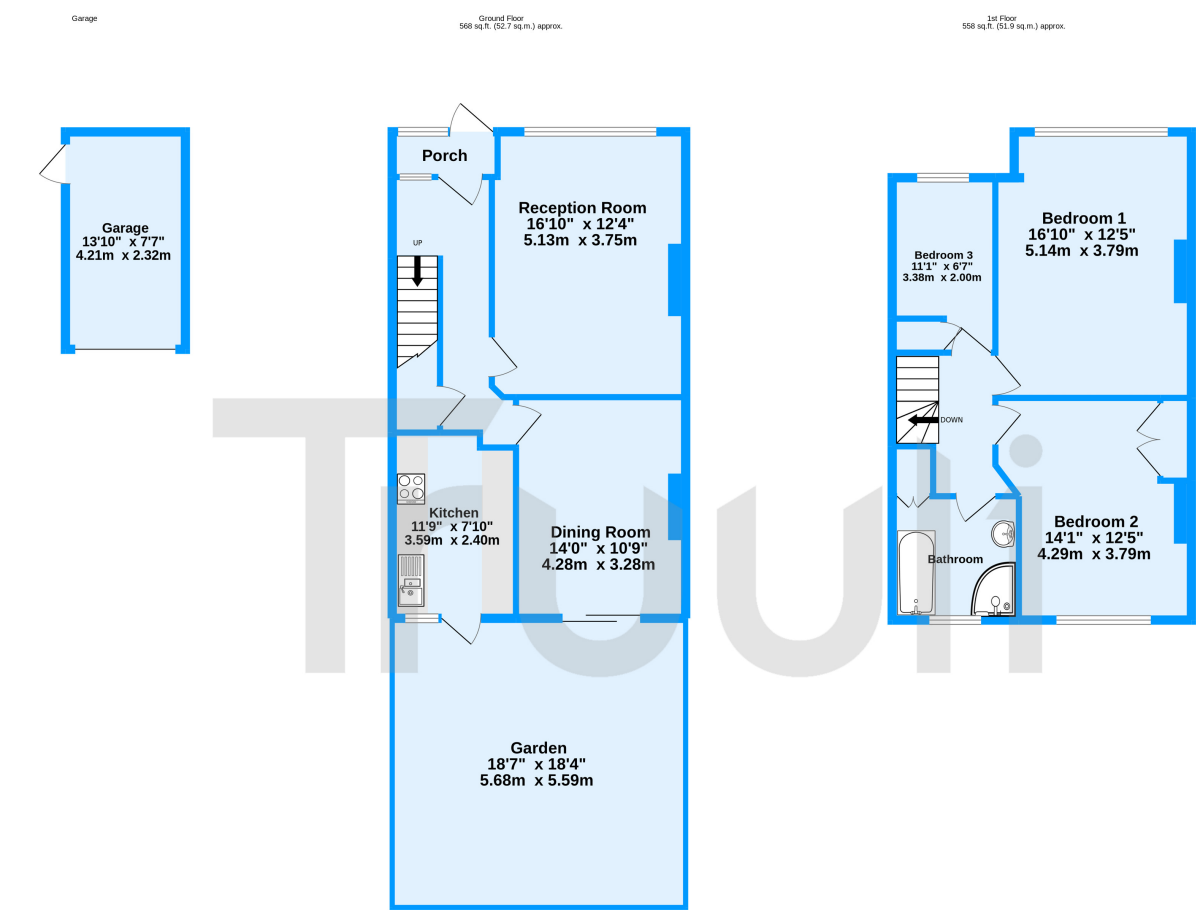 Garage
Ground Floor
568 sq.ft. (52.7 sq.m.) approx.
1st Floor
558 sq.ft. (51.9 sq.m.) approx.
Garage
13'10" x 7'7"
4.21m x 2.32m
Porch
Reception Room
16'10" x 12'4"
5.13m x 3.75m
UP
Kitchen
11'9" x 7'10"
3.59m x 2.40m
Dining Room
14'0" x 10'9"
4.28m x 3.28m
Garden
18'7" x 18'4"
5.68m x 5.59m
Bedroom 1
16'10" x 12'5"
5.14m x 3.79m
Bedroom 3
11'1" x 6'7"
3.38m x 2.00m
DOWN
Bedroom 2
14'1" x 12'5"
4.29m x 3.79m
Bathroom
Truuli